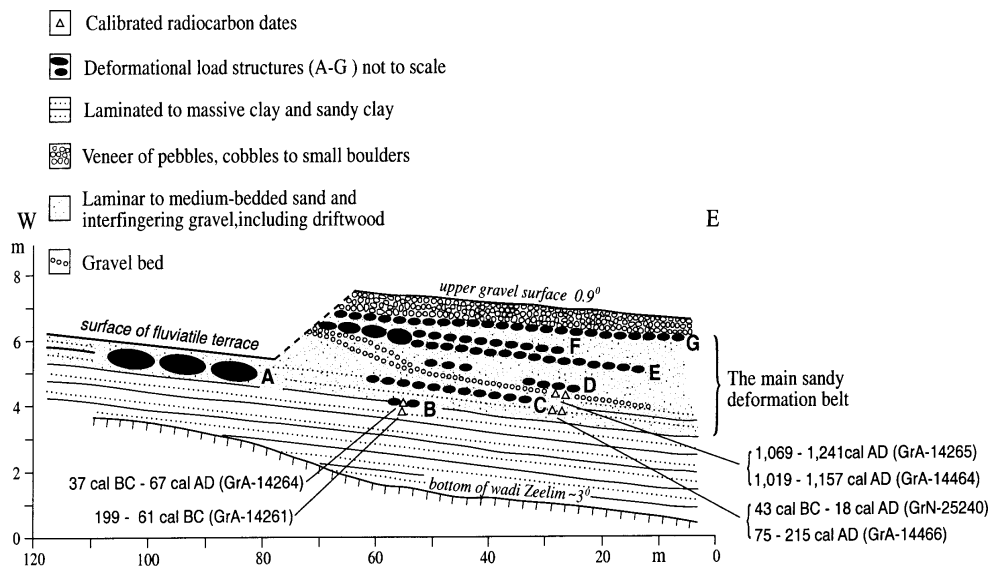 Calibrated radiocarbon dates
Deformational load structures (A-G ) not to scale
Laminated to massive clay and sandy clay
Veneer of pebbles, cobbles to small boulders
Laminar to medium-bedded sand and
interfingering gravel,including driftwood
Gravel bed
W
E
m
8
6
4
2
0
upper gravel surface 0.9⁰
surface of fluviatile terrace
A
B
C
D
E
F
G
The main sandy
deformation belt
1,069 - 1,241cal AD (GrA-14265)
1,019 - 1,157 cal AD (GrA-14464)
43 cal BC - 18 cal AD (GrN-25240)
75 - 215 cal AD (GrA-14466)
37 cal BC - 67 cal AD (GrA-14264)
199 - 61 cal BC (GrA-14261)
bottom of wadi Zeelim ~3⁰
120 100 80 60 40 20 m 0